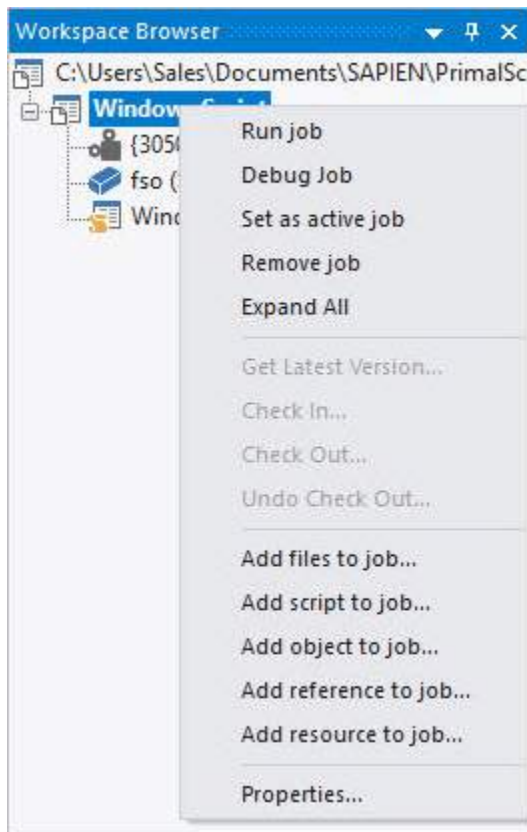 Workspace Browser
C:\Users\Sales\Documents\SAPIEN\PrimalSc
Window Script
{305
fso (
Wind
Run job
Debug Job
Set as active job
Remove job
Expand All
Get Latest Version...
Check In...
Check Out...
Undo Check Out...
Add files to job...
Add script to job...
Add object to job...
Add reference to job...
Add resource to job...
Properties...